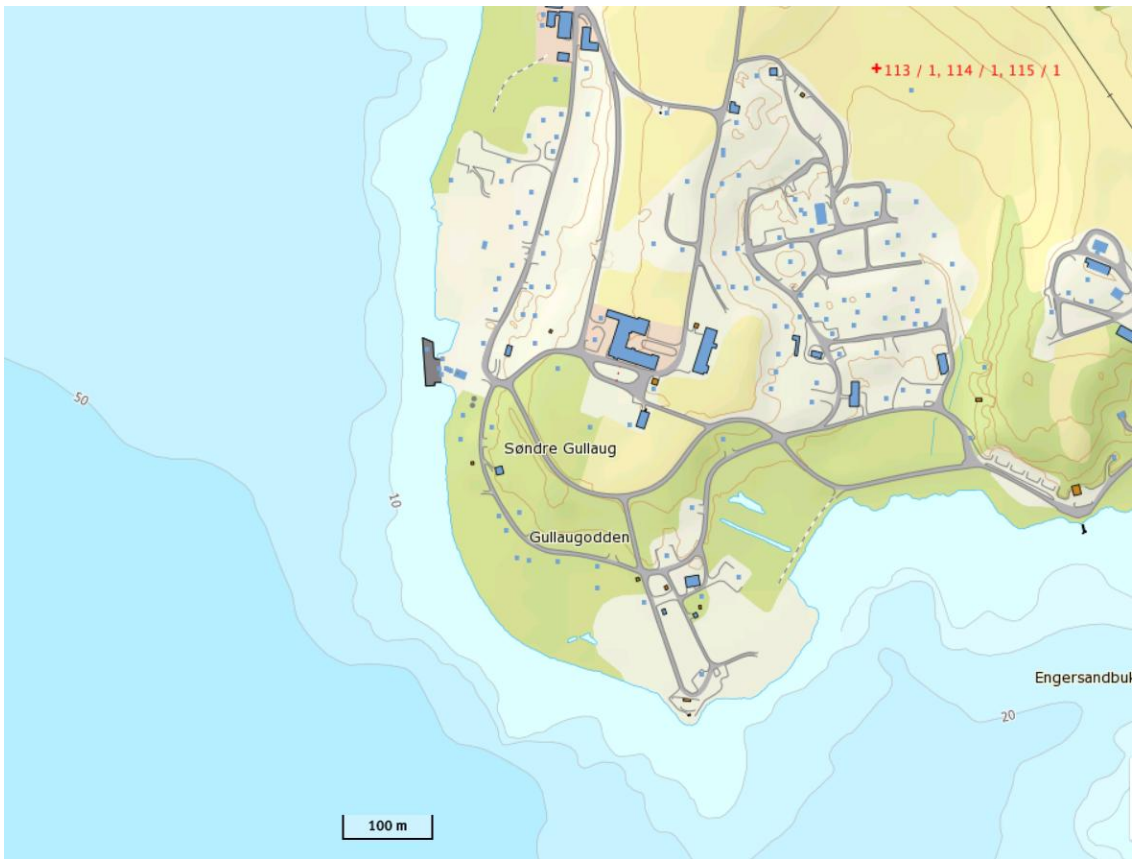 113 / 1, 114 / 1, 115 / 1
50
10
Søndre Gullaug
Gullaugodden
Engersandbuk
20
100 m